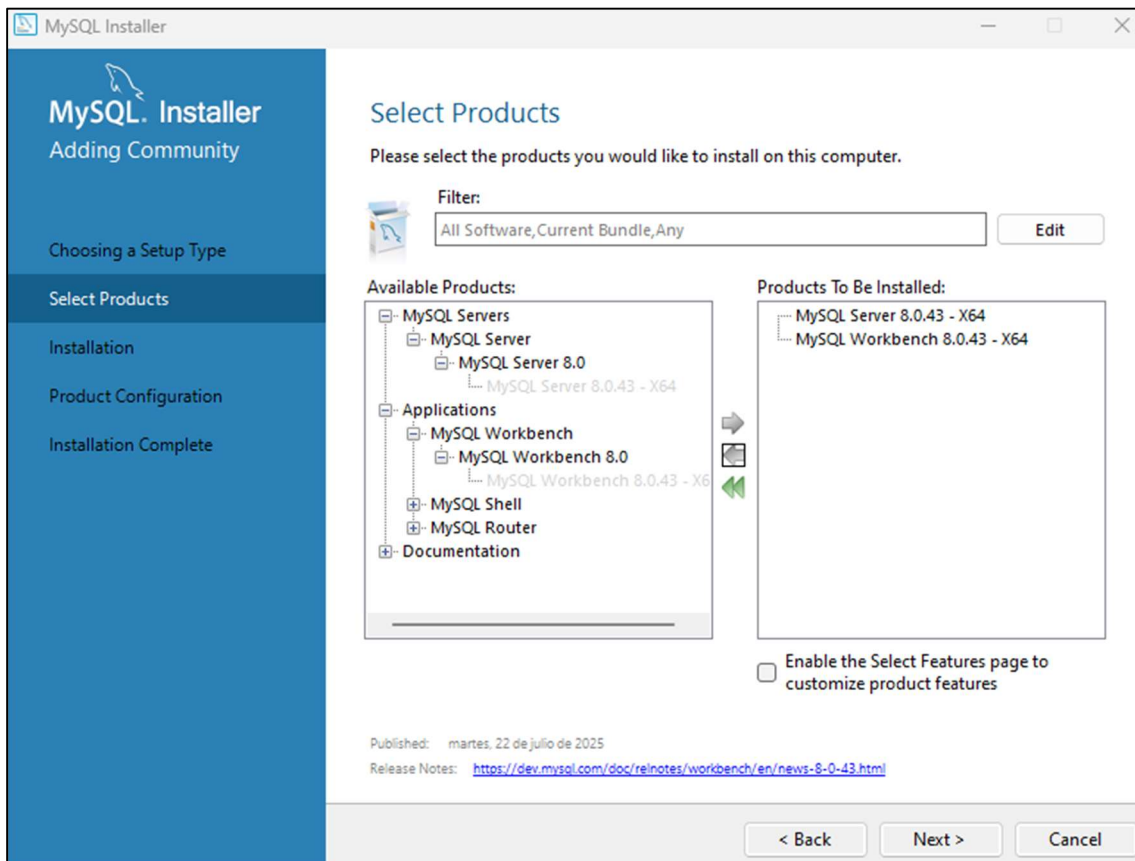 MySQL Installer
MySQL. Installer
Adding Community
Choosing a Setup Type
Select Products
Installation
Product Configuration
Installation Complete
Select Products
Please select the products you would like to install on this computer.
Filter:
All Software,Current Bundle,Any
Edit
Available Products:
MySQL Servers
MySQL Server
MySQL Server 8.0
MySQL Server 8.0.43 - X64
Applications
MySQL Workbench
MySQL Workbench 8.0
MySQL Workbench 8.0.43 - X6
MySQL Shell
MySQL Router
Documentation
Products To Be Installed:
MySQL Server 8.0.43 - X64
MySQL Workbench 8.0.43 - X64
Enable the Select Features page to
customize product features
Published: martes, 22 de julio de 2025
Release Notes: https://dev.mysql.com/doc/relnotes/workbench/en/news-8-0-43.html
< Back
Next >
Cancel